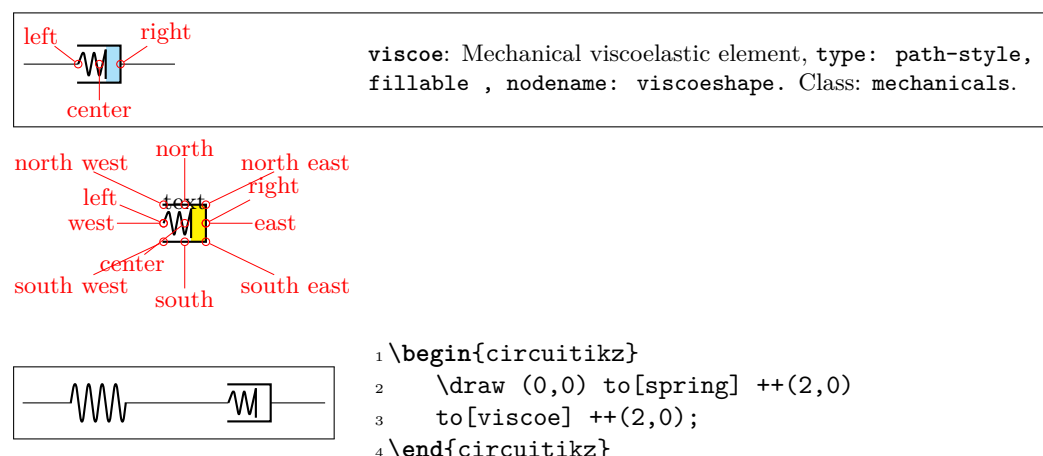 left
right
center
viscoe: Mechanical viscoelastic element, type: path-style,
fillable , nodename: viscoeshape. Class: mechanicals.
north west
north
north east
left
text
right
west
east
center
south west
south
south east
1 \begin{circuitikz}
2 \draw (0,0) to[spring] ++(2,0)
3 to[viscoe] ++(2,0);
4 \end{circuitikz}